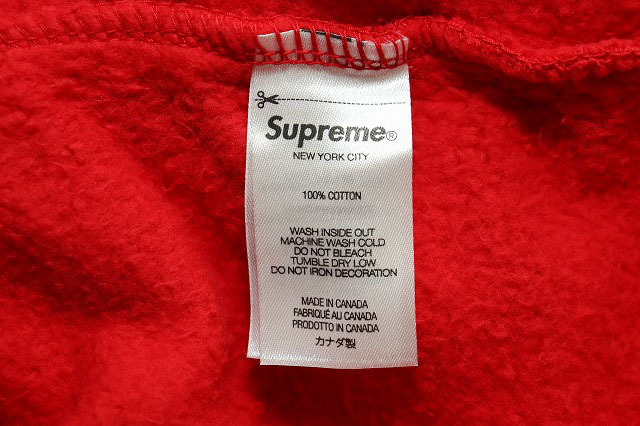 Supreme®
NEW YORK CITY
100% COTTON
WASH INSIDE OUT
MACHINE WASH COLD
DO NOT BLEACH
TUMBLE DRY LOW
DO NOT IRON DECORATION
MADE IN CANADA
FABRIQUÉ AU CANADA
PRODOTTO IN CANADA
カナダ製